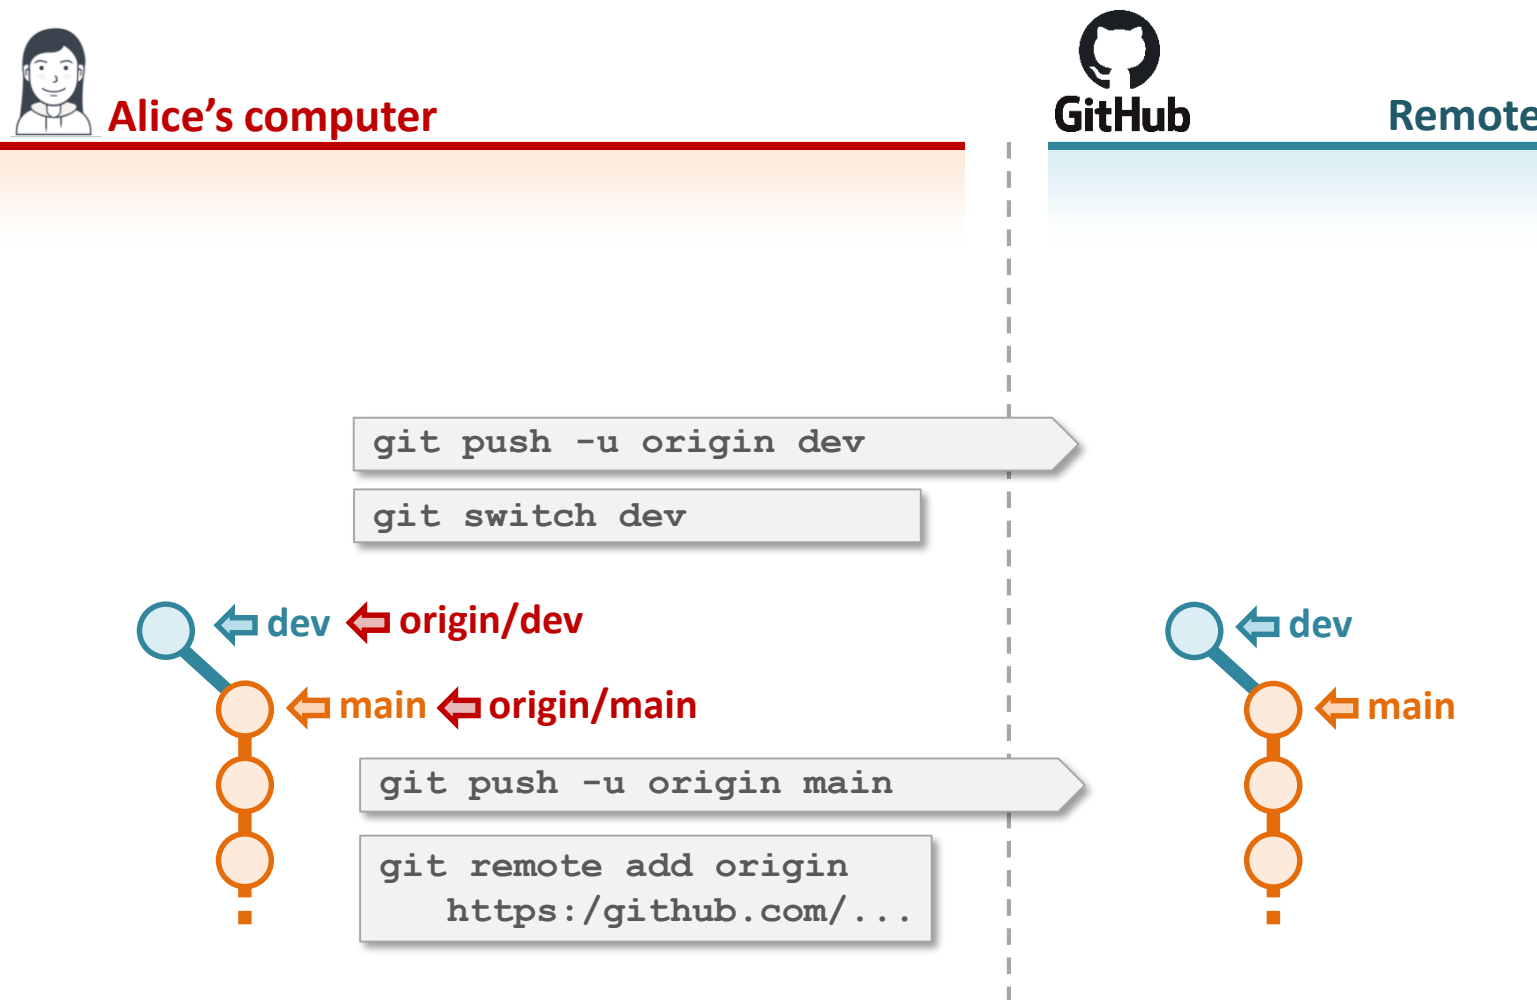 Alice’s computer
GitHub
Remote
git push -u origin dev
git switch dev
dev origin/dev
dev
main origin/main
main
git push -u origin main
git remote add origin
https:/github.com/...